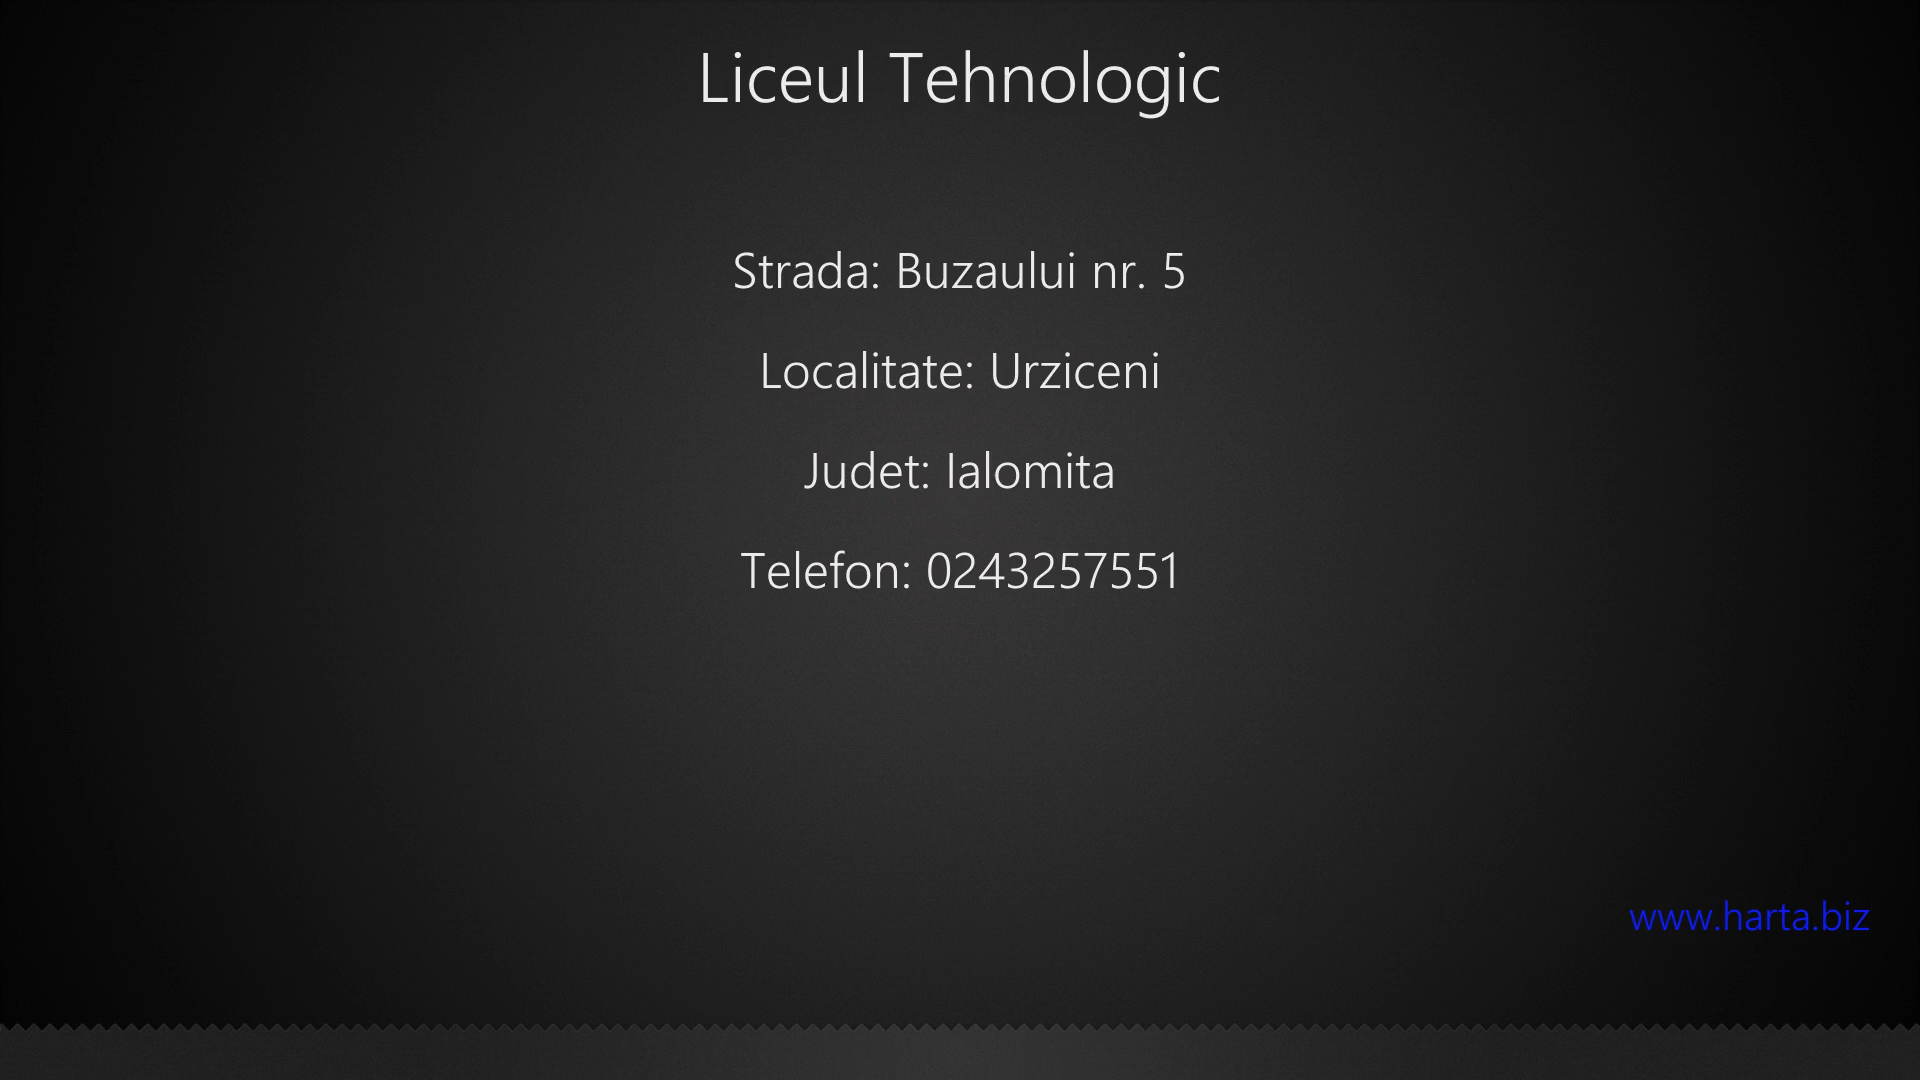 Liceul Tehnologic
Strada: Buzaului nr. 5
Localitate: Urziceni
Judet: Ialomita
Telefon: 0243257551
www.harta.biz